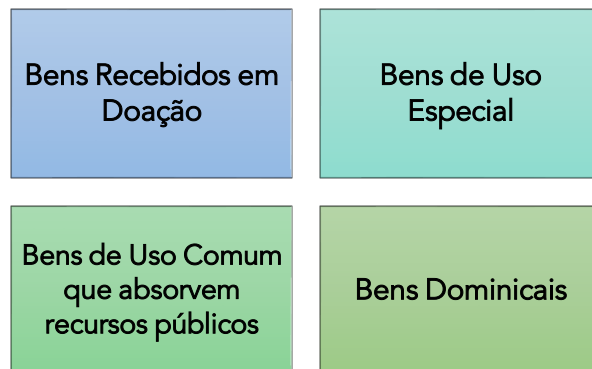 Bens Recebidos em
Doação
Bens de Uso
Especial
Bens de Uso Comum
que absorvem
recursos públicos
Bens Dominicais